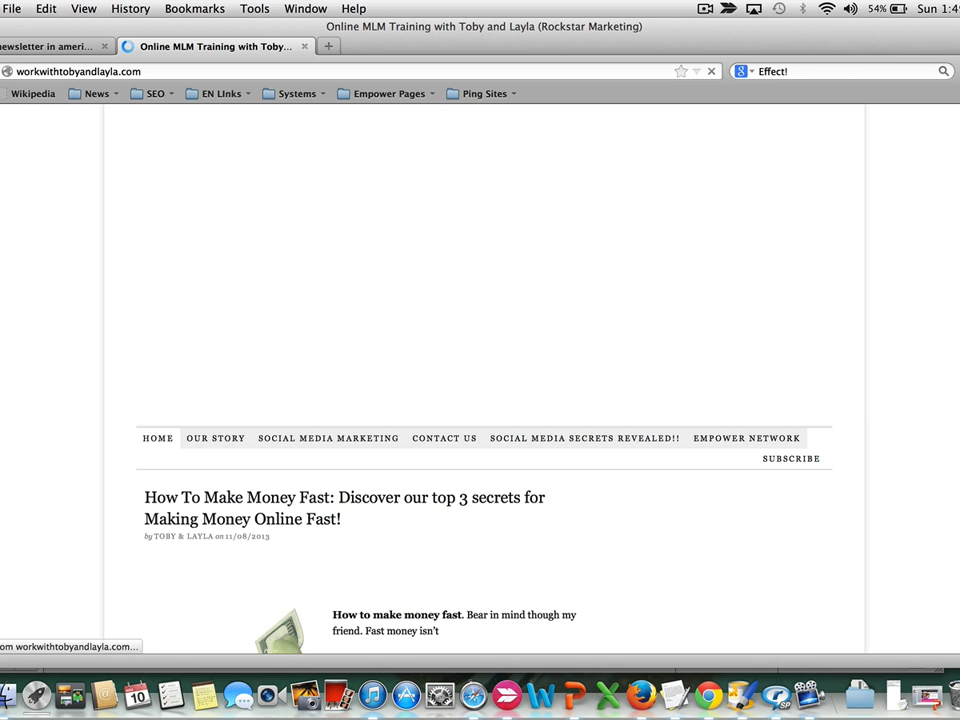 File Edit View History Bookmarks Tools Window Help 54% Sun 1:4
Online MLM Training with Toby and Layla (Rockstar Marketing)
newsletter in ameri... Online MLM Training with Toby...
workwithtobyandlayla.com Effect!
Wikipedia News SEO EN LInks Systems Empower Pages Ping Sites
HOME OUR STORY SOCIAL MEDIA MARKETING CONTACT US SOCIAL MEDIA SECRETS REVEALED!! EMPOWER NETWORK
SUBSCRIBE
How To Make Money Fast: Discover our top 3 secrets for
Making Money Online Fast!
by TOBY & LAYLA on 11/08/2013
How to make money fast. Bear in mind though my
friend. Fast money isn't
om workwithtobyandlayla.com...
10
SP